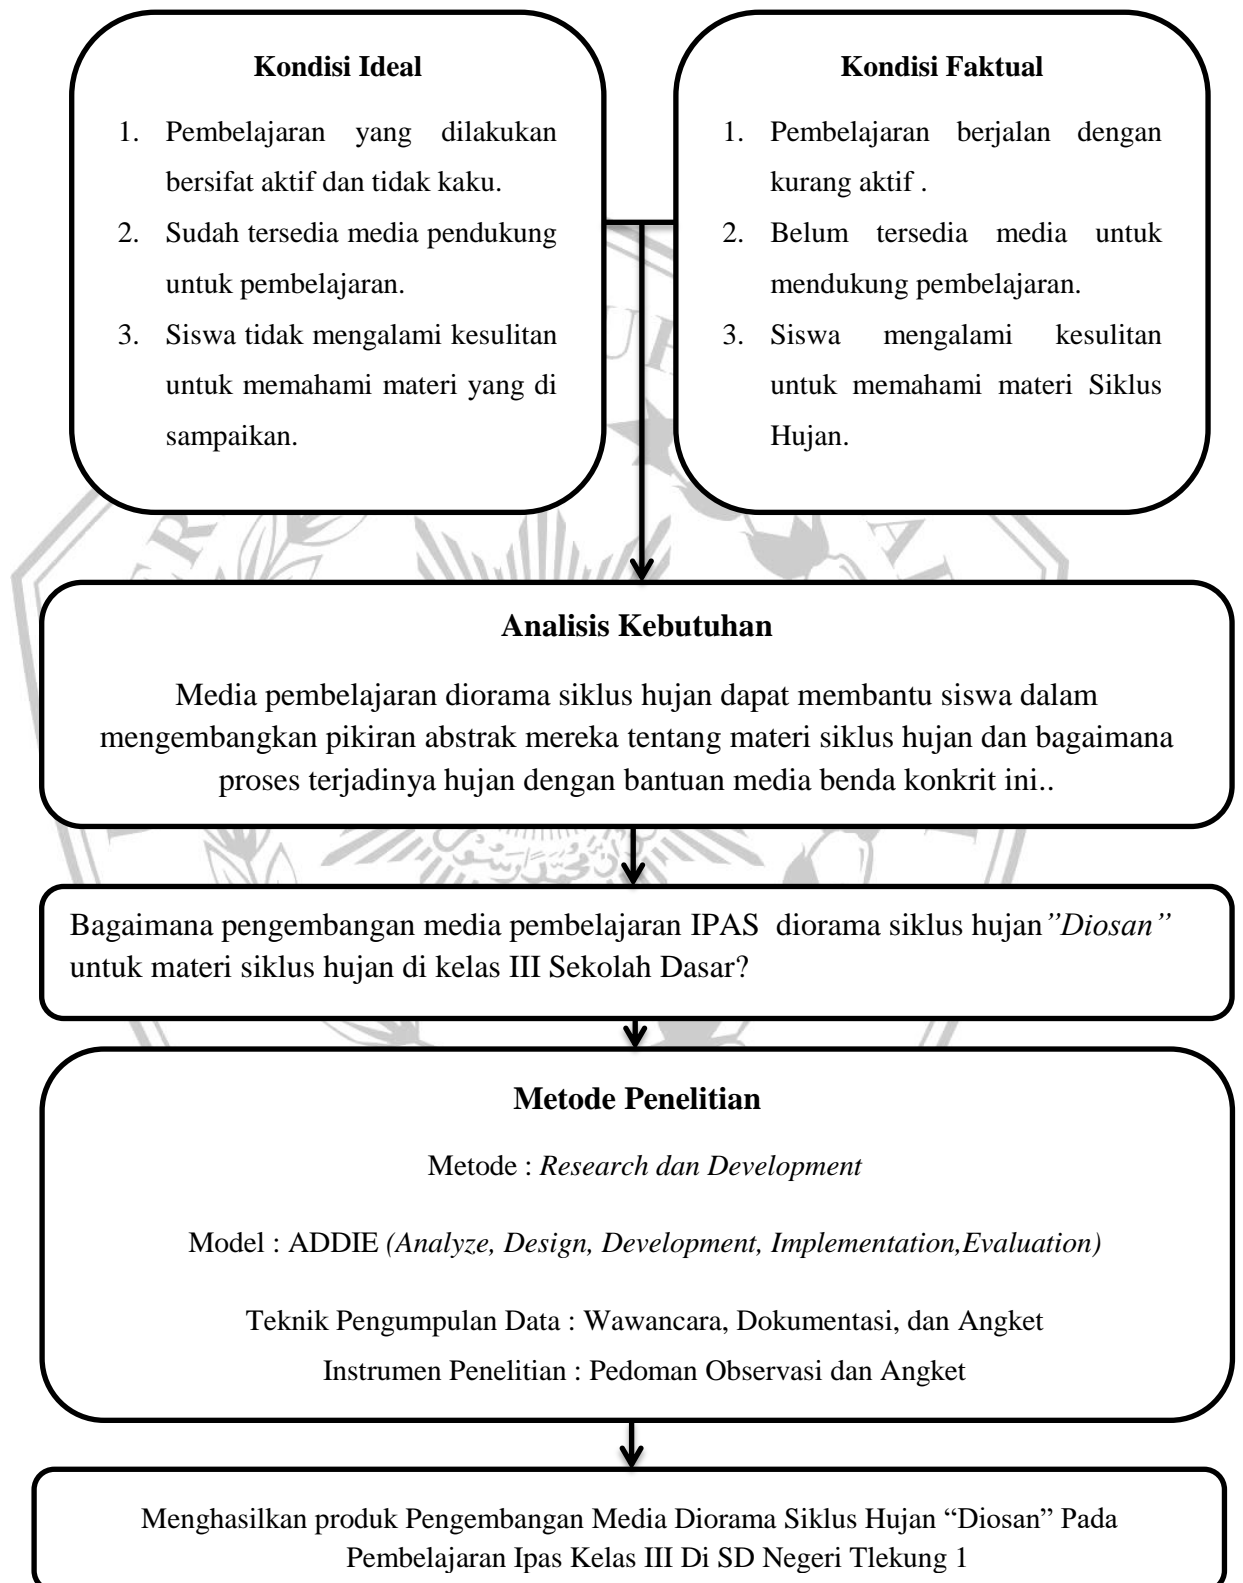 Kondisi Ideal
1. Pembelajaran yang dilakukan
bersifat aktif dan tidak kaku.
2. Sudah tersedia media pendukung
untuk pembelajaran.
3. Siswa tidak mengalami kesulitan
untuk memahami materi yang di
sampaikan.
Kondisi Faktual
1. Pembelajaran berjalan dengan
kurang aktif .
2. Belum tersedia media untuk
mendukung pembelajaran.
3. Siswa mengalami kesulitan
untuk memahami materi Siklus
Hujan.
Analisis Kebutuhan
Media pembelajaran diorama siklus hujan dapat membantu siswa dalam
mengembangkan pikiran abstrak mereka tentang materi siklus hujan dan bagaimana
proses terjadinya hujan dengan bantuan media benda konkrit ini..
Bagaimana pengembangan media pembelajaran IPAS diorama siklus hujan ”Diosan”
untuk materi siklus hujan di kelas III Sekolah Dasar?
Metode Penelitian
Metode : Research dan Development
Model : ADDIE (Analyze, Design, Development, Implementation,Evaluation)
Teknik Pengumpulan Data : Wawancara, Dokumentasi, dan Angket
Instrumen Penelitian : Pedoman Observasi dan Angket
Menghasilkan produk Pengembangan Media Diorama Siklus Hujan “Diosan” Pada
Pembelajaran Ipas Kelas III Di SD Negeri Tlekung 1